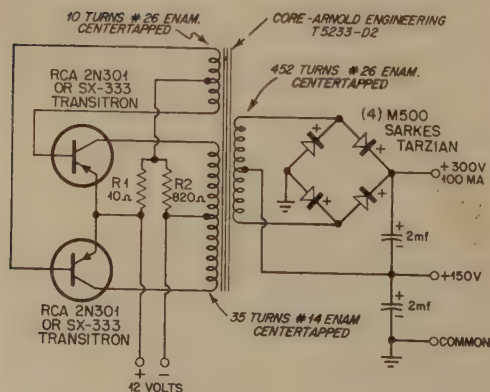 10 TURNS #26 ENAM.
CENTERTAPPED
CORE-ARNOLD ENGINEERING
T5233-D2
452 TURNS #26 ENAM.
CENTERTAPPED
RCA 2N301
OR SX-333
TRANSITRON
(4) M500
SARKES
TARZIAN
+
+
+
+
+300V
100 MA
R1
10Ω
R2
820Ω
+
2mf
-
+150V
+
2mf
-
RCA 2N301
OR SX-333
TRANSITRON
35 TURNS #14 ENAM
CENTERTAPPED
COMMON
+ -
12 VOLTS